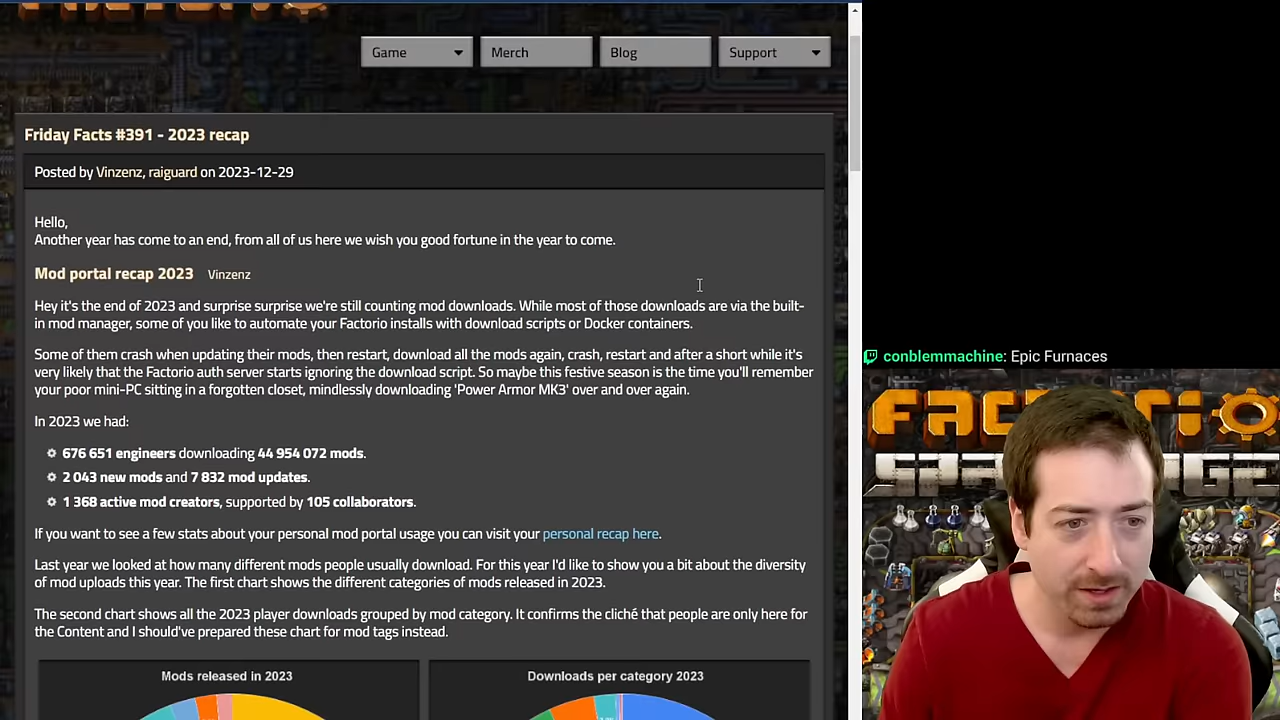 Game
Merch
Blog
Support
Friday Facts #391 - 2023 recap
Posted by Vinzenz, raiguard on 2023-12-29
Hello,
Another year has come to an end, from all of us here we wish you good fortune in the year to come.
Mod portal recap 2023 Vinzenz
Hey it's the end of 2023 and surprise surprise we're still counting mod downloads. While most of those downloads are via the built-
in mod manager, some of you like to automate your Factorio installs with download scripts or Docker containers.
Some of them crash when updating their mods, then restart, download all the mods again, crash, restart and after a short while it's
very likely that the Factorio auth server starts ignoring the download script. So maybe this festive season is the time you'll remember
your poor mini-PC sitting in a forgotten closet, mindlessly downloading 'Power Armor MK3' over and over again.
In 2023 we had:
676 651 engineers downloading 44 954 072 mods.
2 043 new mods and 7 832 mod updates.
1 368 active mod creators, supported by 105 collaborators.
If you want to see a few stats about your personal mod portal usage you can visit your personal recap here.
Last year we looked at how many different mods people usually download. For this year I'd like to show you a bit about the diversity
of mod uploads this year. The first chart shows the different categories of mods released in 2023.
The second chart shows all the 2023 player downloads grouped by mod category. It confirms the cliché that people are only here for
the Content and I should've prepared these chart for mod tags instead.
Mods released in 2023
Downloads per category 2023
conblemmachine: Epic Furnaces